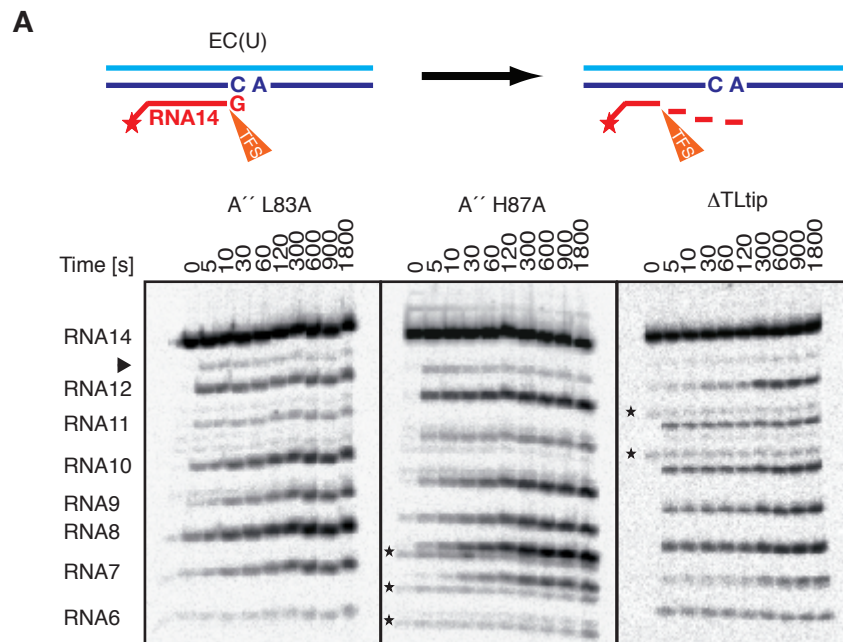 A
EC(U)
C A
G
RNA14
TFS
C A
TFS
A´´ L83A
A´´ H87A
ΔTLtip
Time [s]
0 5 10 30 60 120 300 600 900 1800
0 5 10 30 60 120 300 600 900 1800
0 5 10 30 60 120 300 600 900 1800
RNA14
RNA12
RNA11
RNA10
RNA9
RNA8
RNA7
RNA6